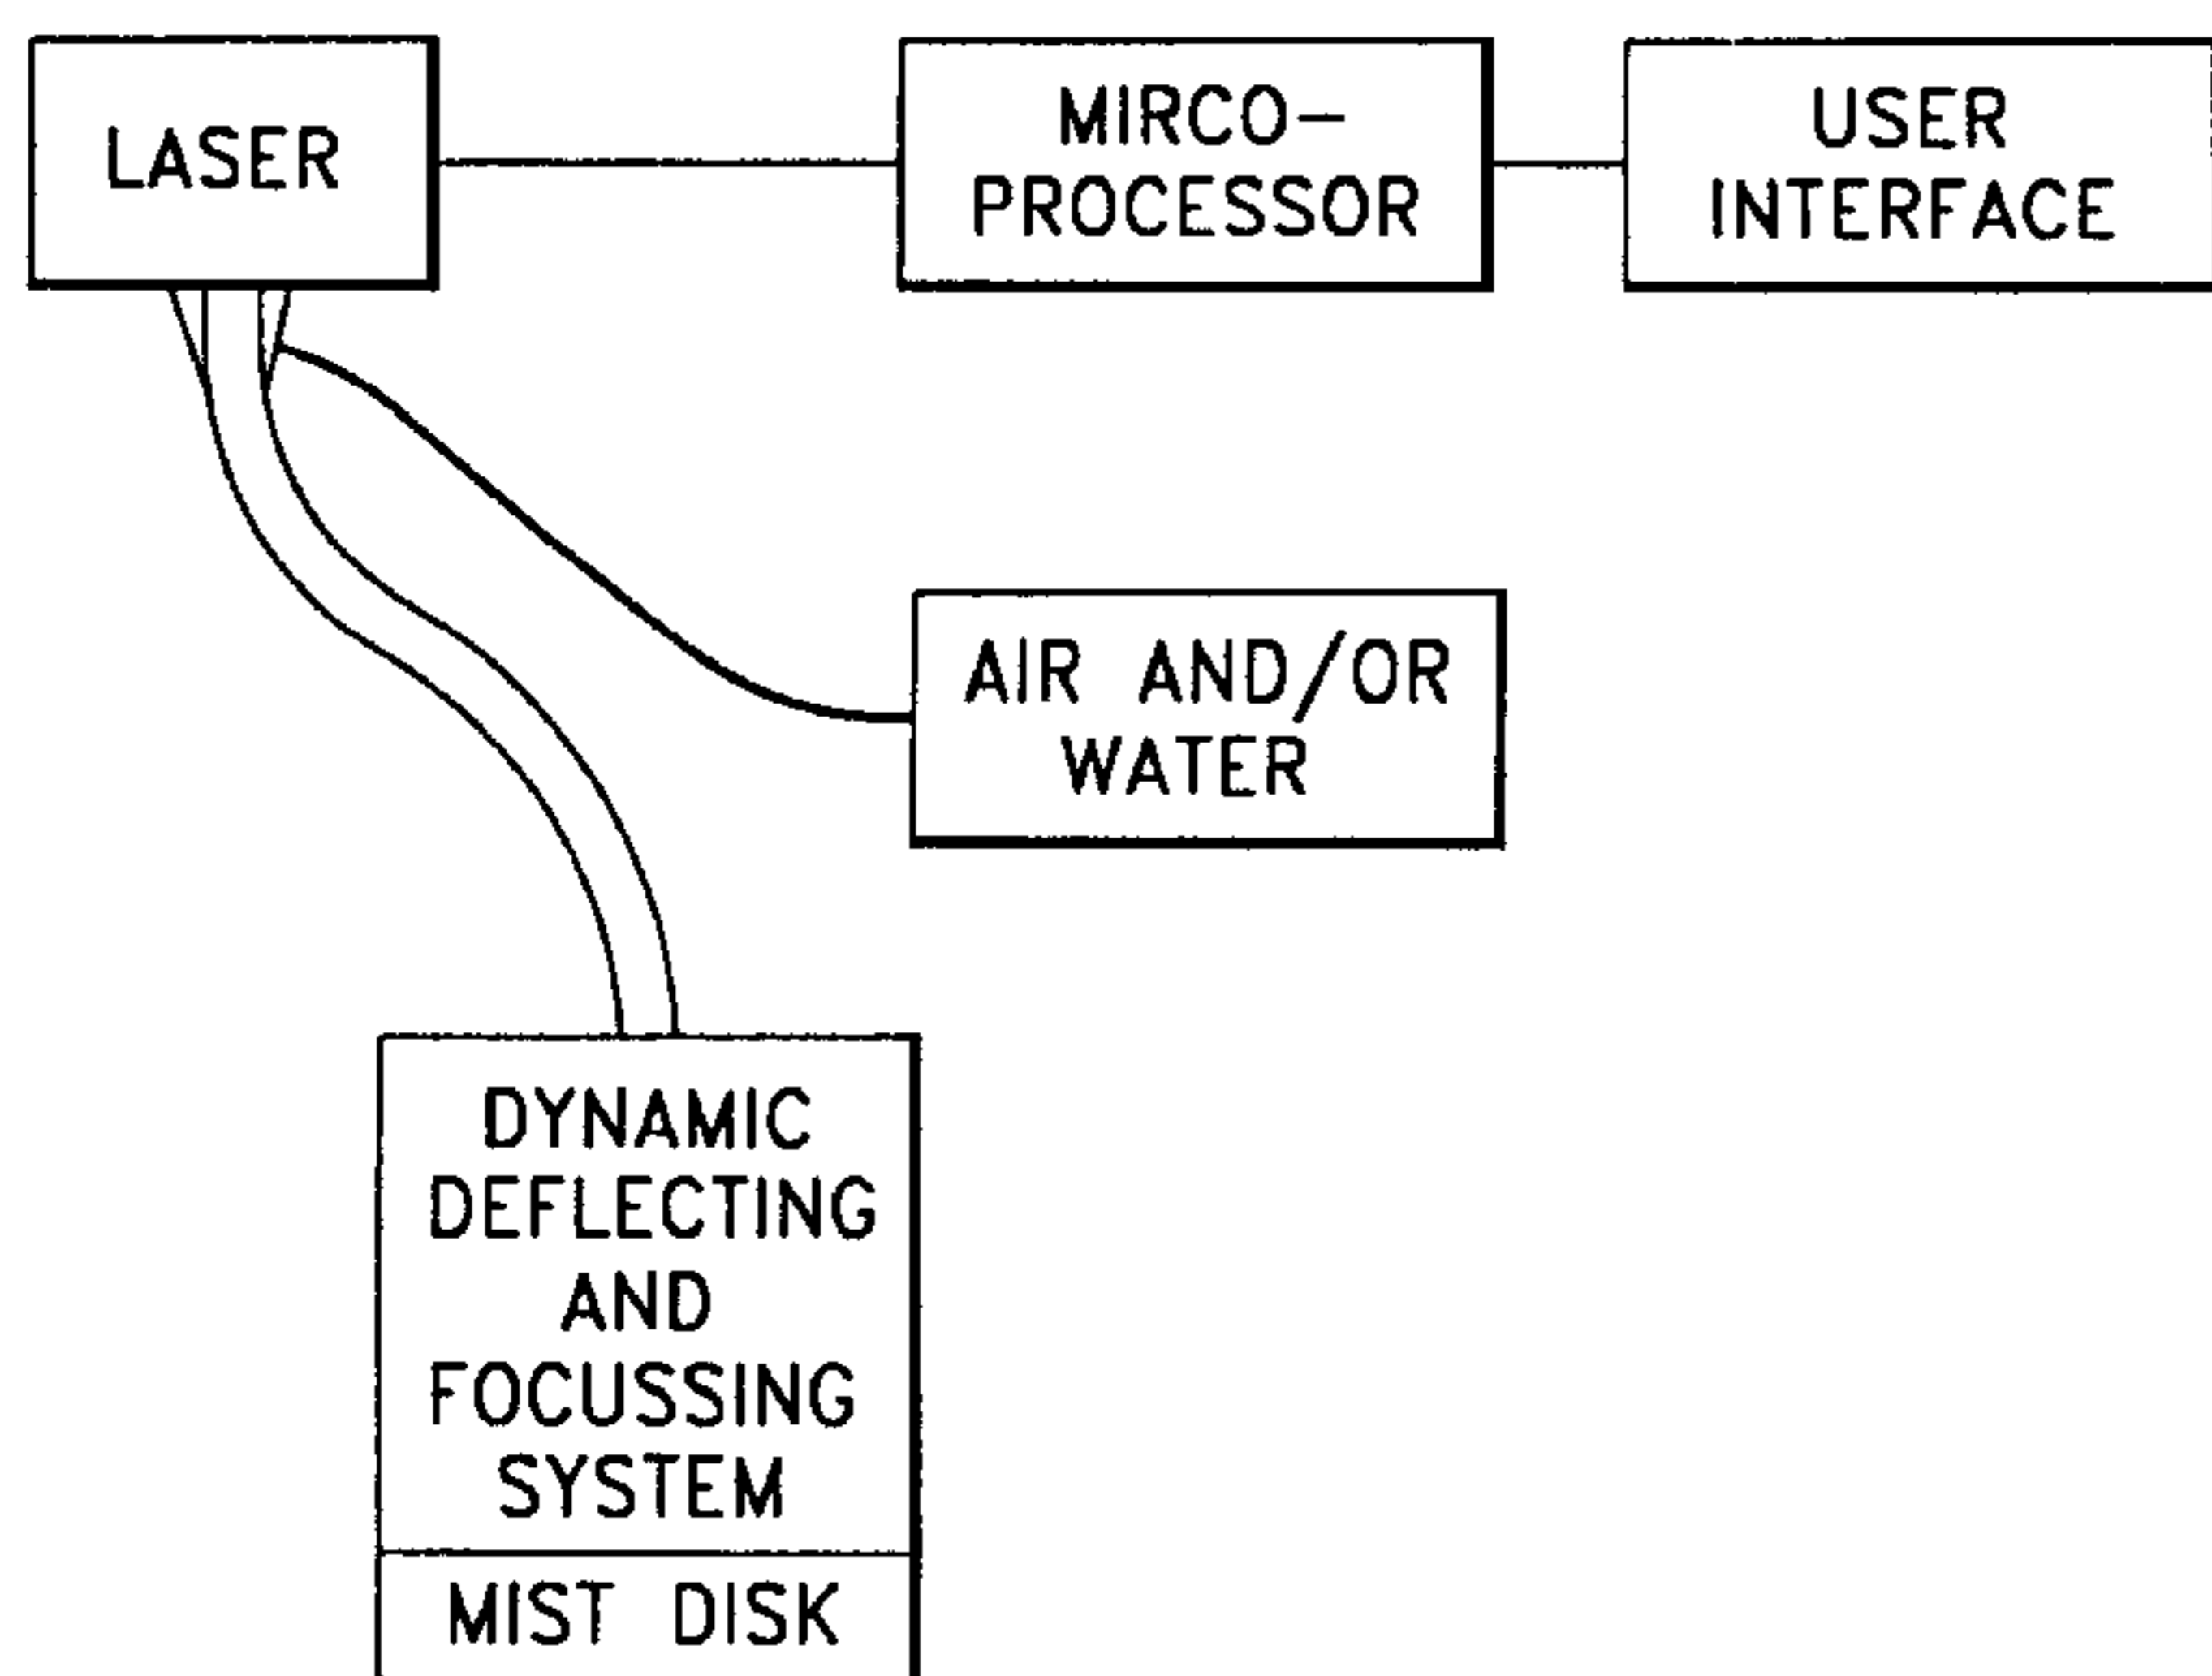 LASER
MIRCO-
PROCESSOR
USER
INTERFACE
AIR AND/OR
WATER
DYNAMIC
DEFLECTING
AND
FOCUSSING
SYSTEM
MIST DISK